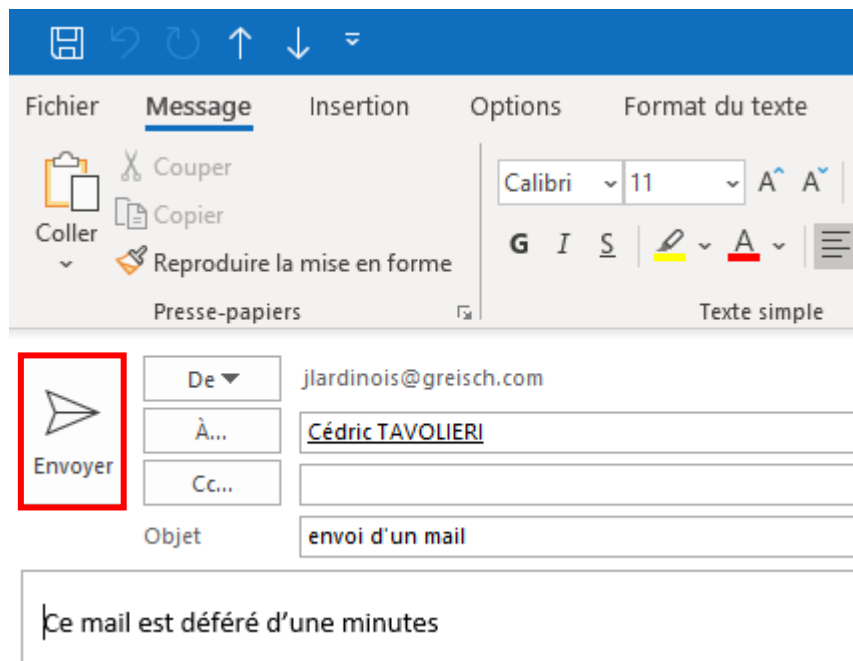 Fichier Message Insertion Options Format du texte
Couper
Calibri 11 A A
Copier
Coller
G I S A
Reproduire la mise en forme
Presse-papiers Texte simple
De jlardinois@greisch.com
À... Cédric TAVOLIERI
Envoyer
Cc...
Objet envoi d'un mail
Ce mail est déféré d’une minutes